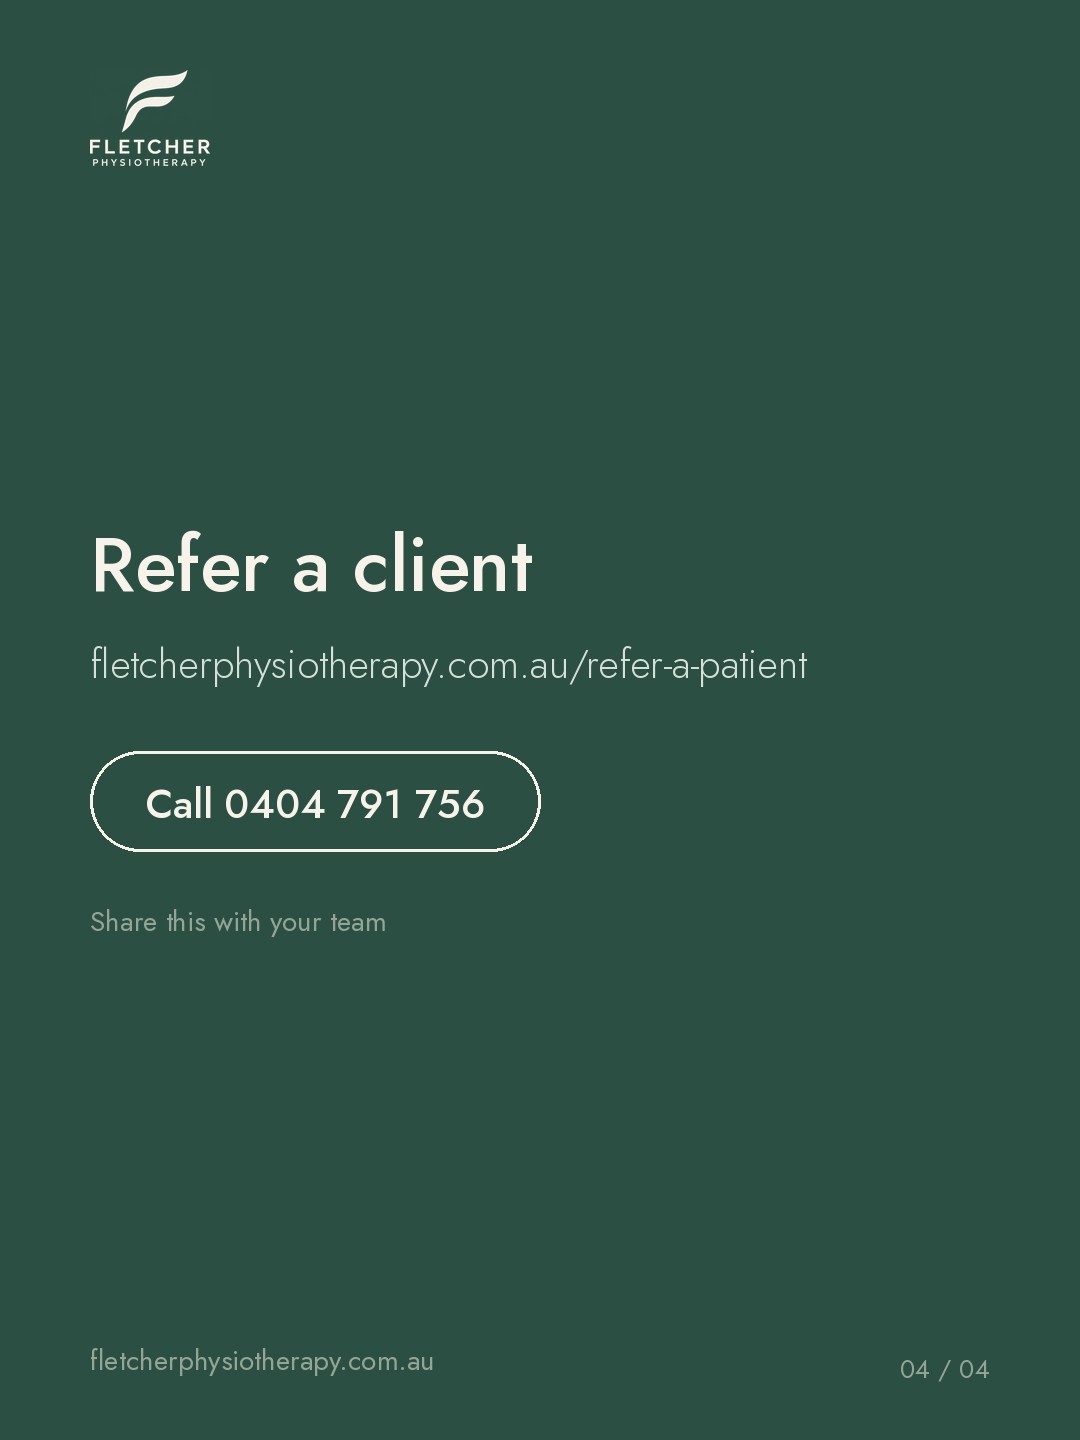 FLETCHER
PHYSIOTHERAPY
Refer a client
fletcherphysiotherapy.com.au/refer-a-patient
Call 0404 791 756
Share this with your team
fletcherphysiotherapy.com.au
04 / 04